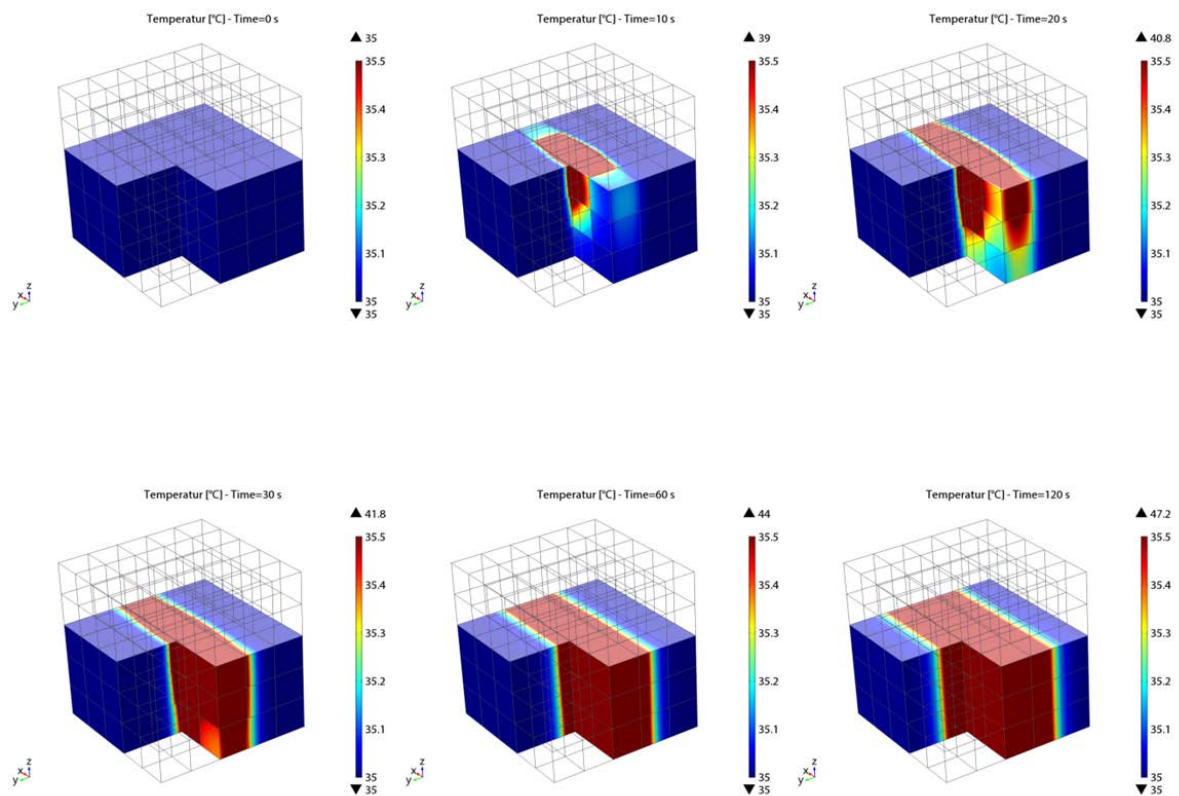 Temperatur [°C] - Time=0 s
▲ 35
35.5
35.4
35.3
35.2
35.1
35
▼ 35
z
x
y
Temperatur [°C] - Time=10 s
▲ 39
35.5
35.4
35.3
35.2
35.1
35
▼ 35
z
x
y
Temperatur [°C] - Time=20 s
▲ 40.8
35.5
35.4
35.3
35.2
35.1
35
▼ 35
z
x
y
Temperatur [°C] - Time=30 s
▲ 41.8
35.5
35.4
35.3
35.2
35.1
35
▼ 35
z
x
y
Temperatur [°C] - Time=60 s
▲ 44
35.5
35.4
35.3
35.2
35.1
35
▼ 35
z
x
y
Temperatur [°C] - Time=120 s
▲ 47.2
35.5
35.4
35.3
35.2
35.1
35
▼ 35
z
x
y